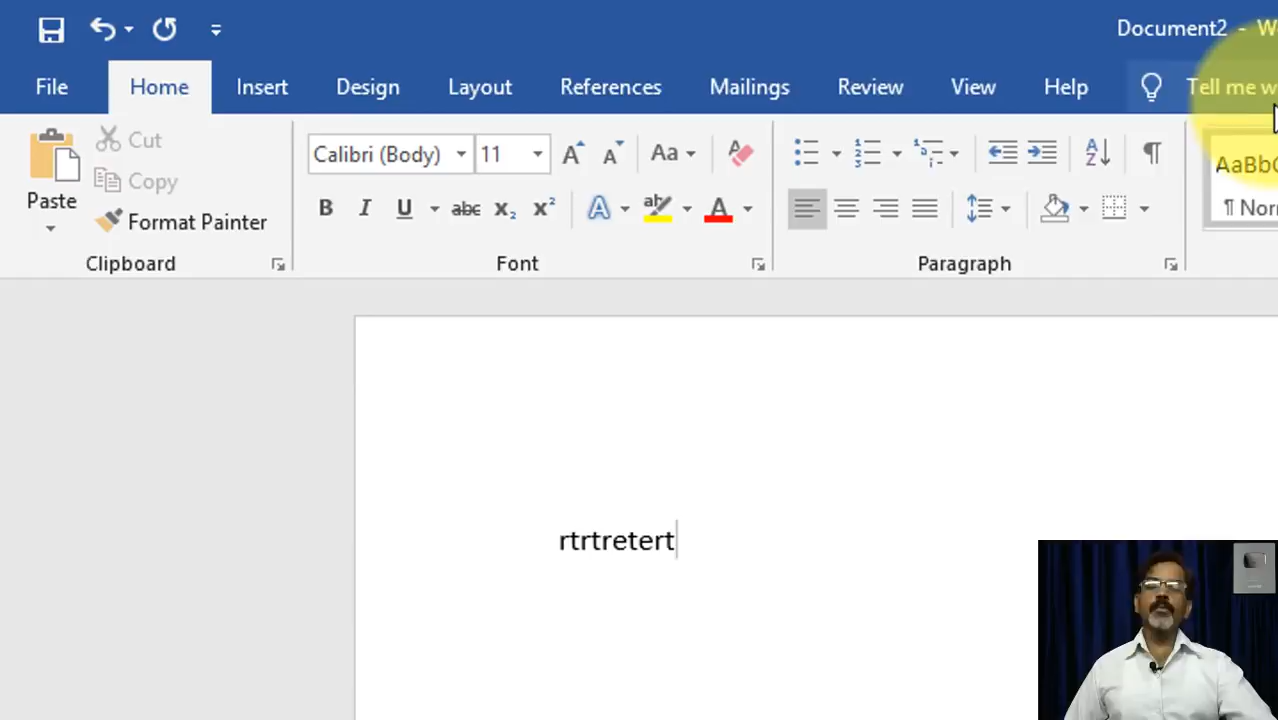 Document2 -
File Home Insert Design Layout References Mailings Review View Help Tell me
Cut
Copy
Paste
Format Painter
Clipboard
Calibri (Body) 11
Aa
B I U abc x₂ x²
Font
Paragraph
¶
AaBb
¶
rtrtretert